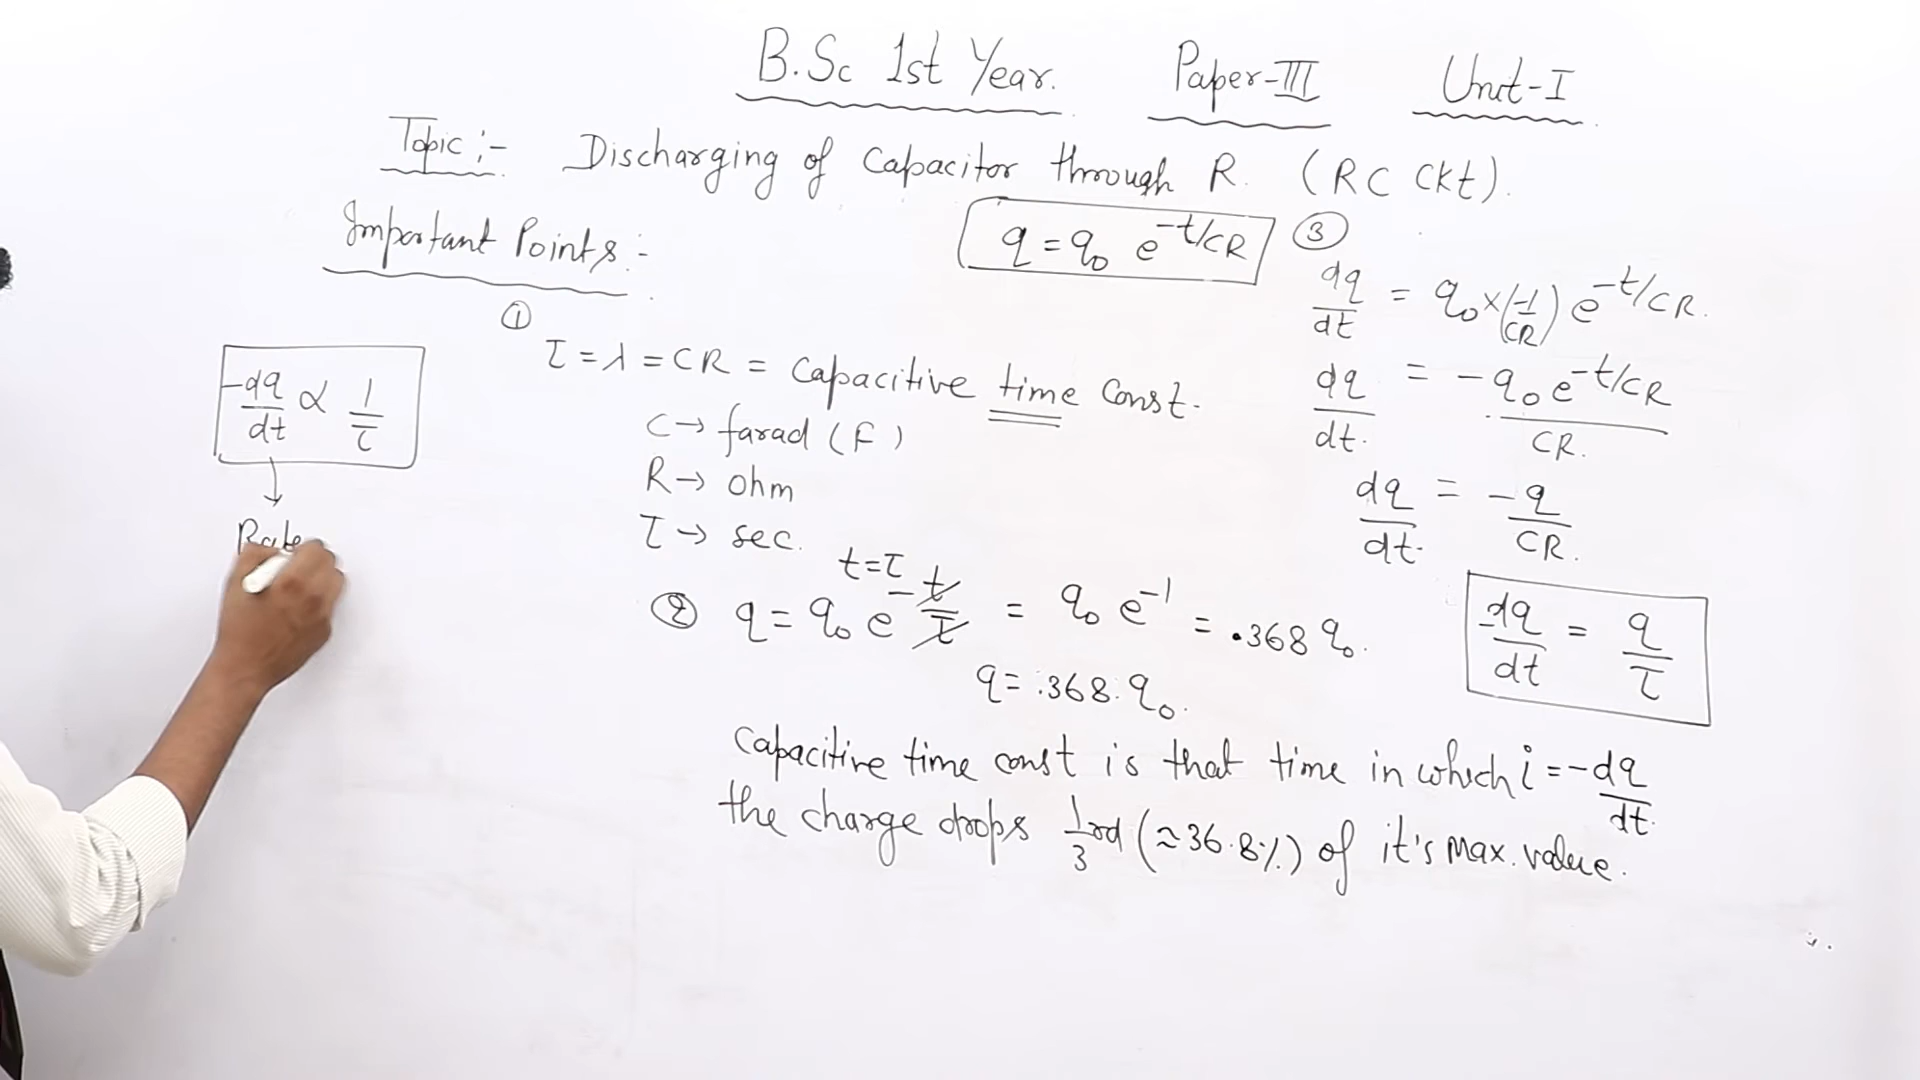 B.Sc 1st Year. Paper-III Unit-I
Topic:- Discharging of Capacitor through R. (RC Ckt).
Important Points:-
q = q₀ e^{-t/CR}
①
τ = λ = CR = Capacitive time Const.
C → farad (F)
R → ohm
τ → sec.
② t=τ
q = q₀ e^{-t/τ} = q₀ e^{-1} = .368 q₀.
q = .368. q₀.
Capacitive time const is that time in which
the charge drops 1/3rd (≈36.8%) of it's max. value.
③
dq/dt = q₀ × (-1/CR) e^{-t/CR}.
dq/dt. = -q₀ e^{-t/CR}/CR.
dq/dt. = -q/CR.
dq/dt = q/τ
i = -dq/dt.
-dq/dt ∝ 1/τ
↓
Rate